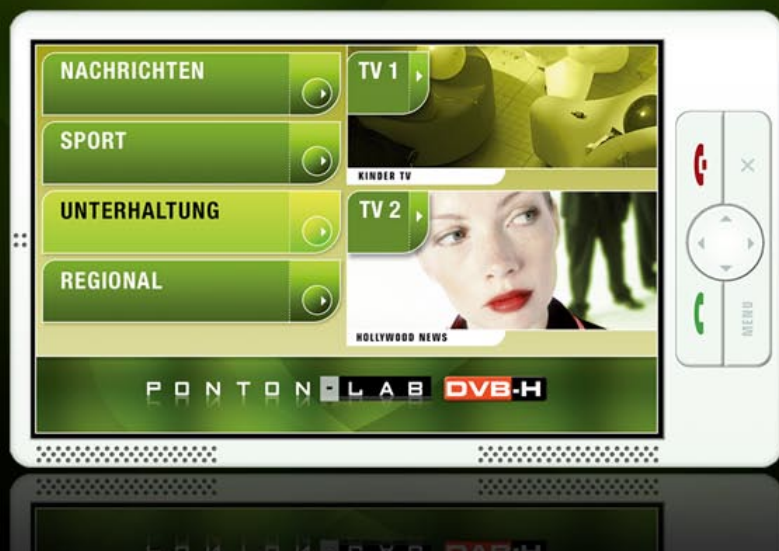 NACHRICHTEN
SPORT
UNTERHALTUNG
REGIONAL
TV 1
KINDER TV
TV 2
HOLLYWOOD NEWS
PONTON-LAB DVB-H
MENU